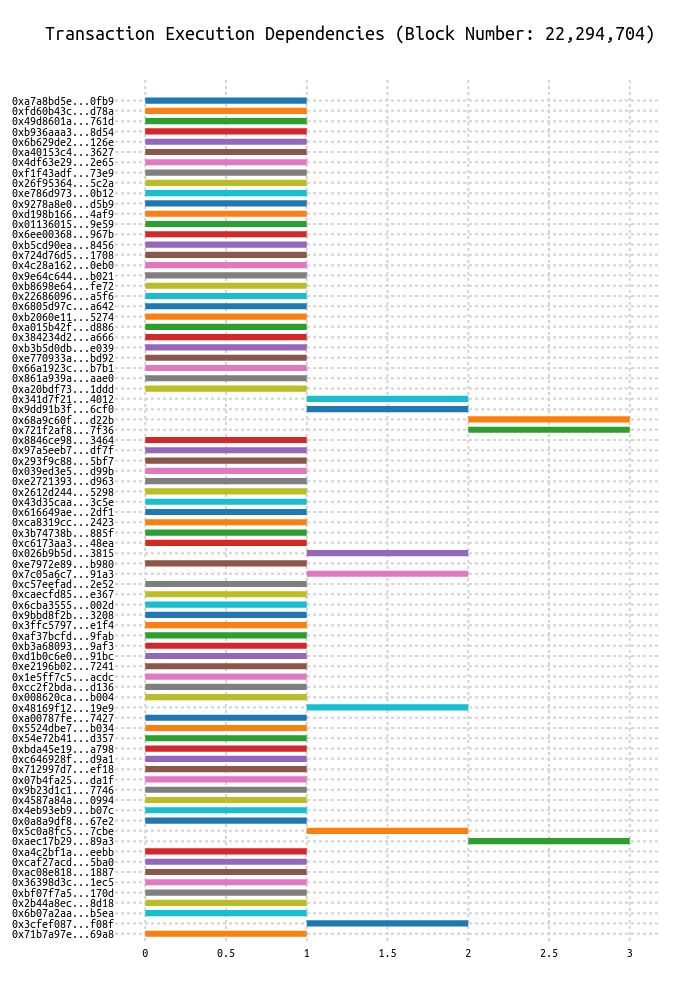 Transaction Execution Dependencies (Block Number: 22,294,704)
0xa7a8bd5e...0fb9
0xfd60b43c...d78a
0x49d8601a...761d
0xb936aaa3...8d54
0x6b629de2...126e
0xa40153c4...3627
0x4df63e29...2e65
0xf1f43adf...73e9
0x26f95364...5c2a
0xe786d973...0b12
0x9278a8e0...d5b9
0xd198b166...4af9
0x01136015...9e59
0x6ee00368...967b
0xb5cd90ea...8456
0x724d76d5...1708
0x4c28a162...0eb0
0x9e64c644...b021
0xb8698e64...fe72
0x22686096...a5f6
0x6805d97c...a642
0xb2060e11...5274
0xa015b42f...d886
0x384234d2...a666
0xb3b5d0db...e039
0xe770933a...bd92
0x66a1923c...b7b1
0x861a939a...aae0
0xa20bdf73...1ddd
0x341d7f21...4012
0x9dd91b3f...6cf0
0x68a9c60f...d22b
0x721f2af8...7f36
0x8846ce98...3464
0x97a5eeb7...df7f
0x293f9c88...5bf7
0x039ed3e5...d99b
0xe2721393...d963
0x2612d244...5298
0x43d35caa...3c5e
0x616649ae...2df1
0xca8319cc...2423
0x3b74738b...885f
0xc6173aa3...48ea
0x026b9b5d...3815
0xe7972e89...b980
0x7c05a6c7...91a3
0xc57eefad...2e52
0xcaecfd85...e367
0x6cba3555...002d
0x9bbd8f2b...3208
0x3ffc5797...e1f4
0xaf37bcfd...9fab
0xb3a68093...9af3
0xd1b0c6e0...91bc
0xe2196b02...7241
0x1e5ff7c5...acdc
0xcc2f2bda...d136
0x008620ca...b004
0x48169f12...19e9
0xa00787fe...7427
0x5524dbe7...b034
0x54e72b41...d357
0xbda45e19...a798
0xc646928f...d9a1
0x712997d7...ef18
0x07b4fa25...da1f
0x9b23d1c1...7746
0x4587a84a...0994
0x4eb93eb9...b07c
0x0a8a9df8...67e2
0x5c0a8fc5...7cbe
0xaec17b29...89a3
0xa4c2bf1a...eebb
0xcaf27acd...5ba0
0xac08e818...1887
0x36398d3c...1ec5
0xbf07f7a5...170d
0x2b44a8ec...8d18
0x6b07a2aa...b5ea
0x3cfef087...f08f
0x71b7a97e...69a8
0 0.5 1 1.5 2 2.5 3